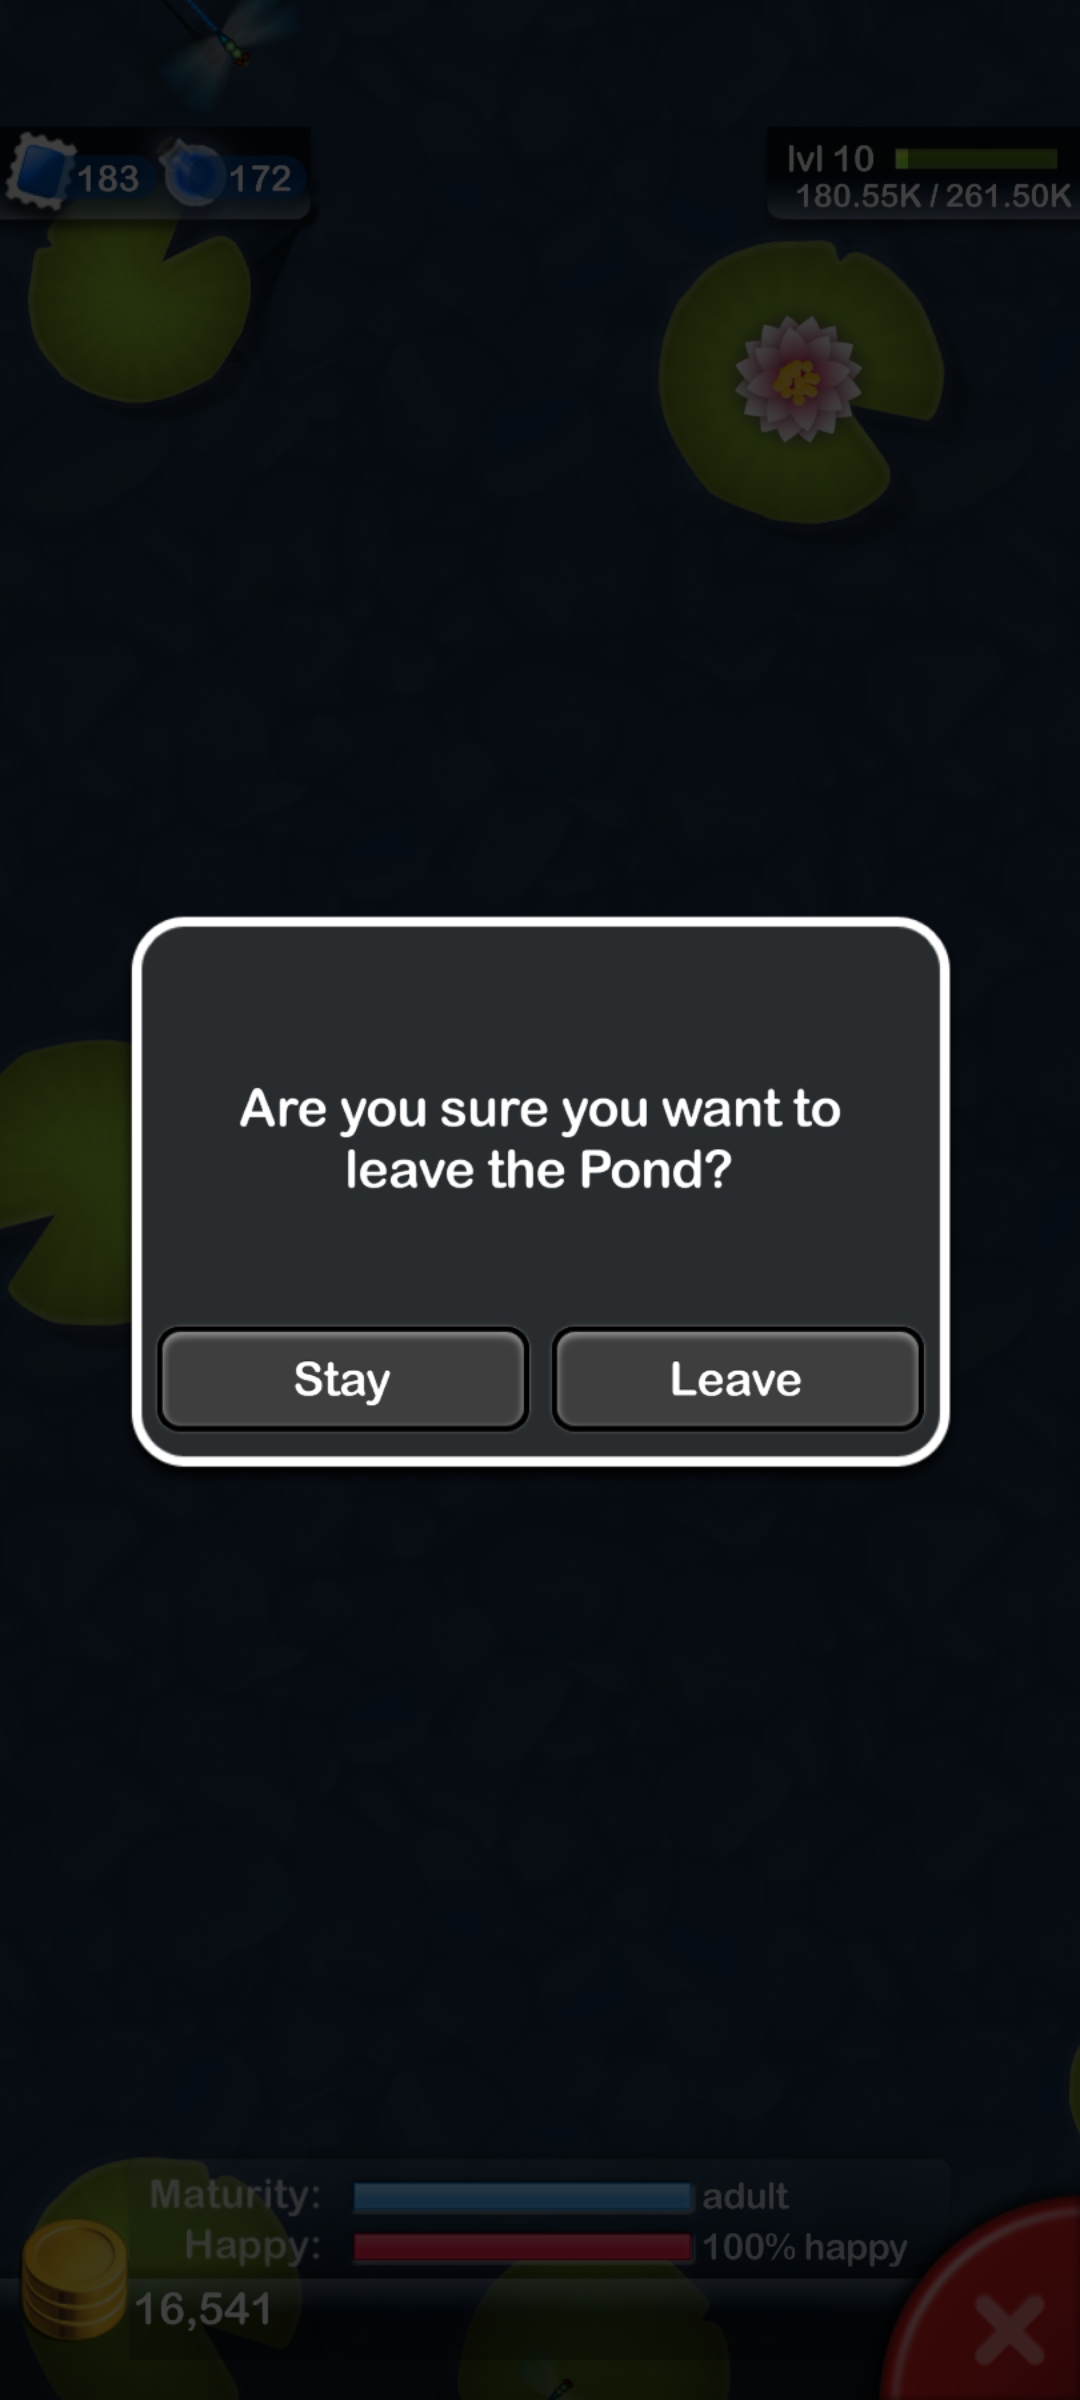 183 172
lvl 10
180.55K / 261.50K
Are you sure you want to
leave the Pond?
Stay Leave
Maturity: adult
Happy: 100% happy
16,541